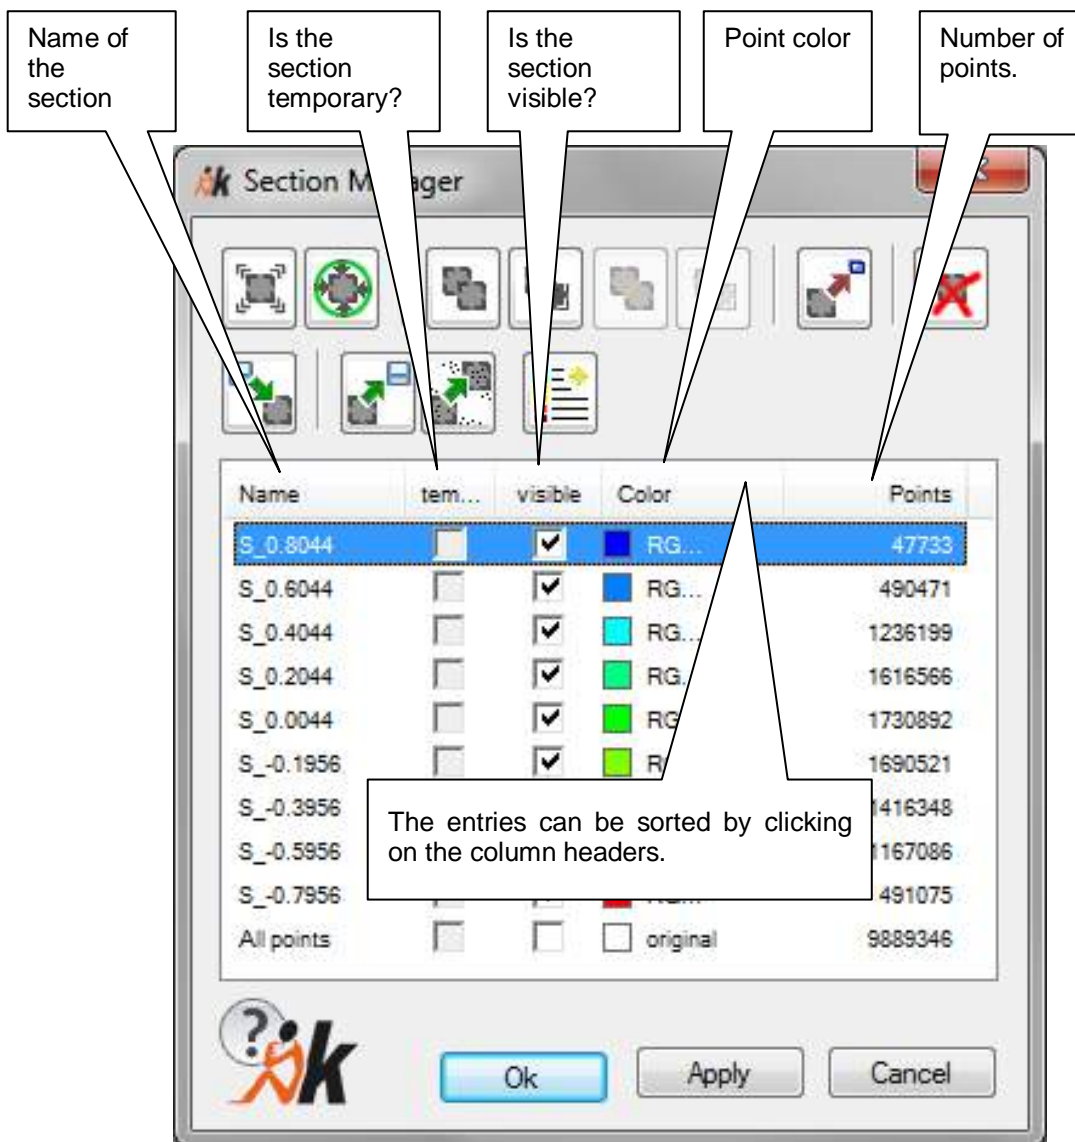 Name of
the
section
Is the
section
temporary?
Is the
section
visible?
Point color
Number of
points.
Section M ager
Name tem... visible Color Points
S_0.8044 RG... 47733
S_0.6044 RG... 490471
S_0.4044 RG... 1236199
S_0.2044 RG. 1616566
S_0.0044 RG 1730892
S_-0.1956 1690521
S_-0.3956 1416348
S_-0.5956 1167086
S_-0.7956 491075
All points original 9889346
The entries can be sorted by clicking
on the column headers.
?
k
Ok Apply Cancel